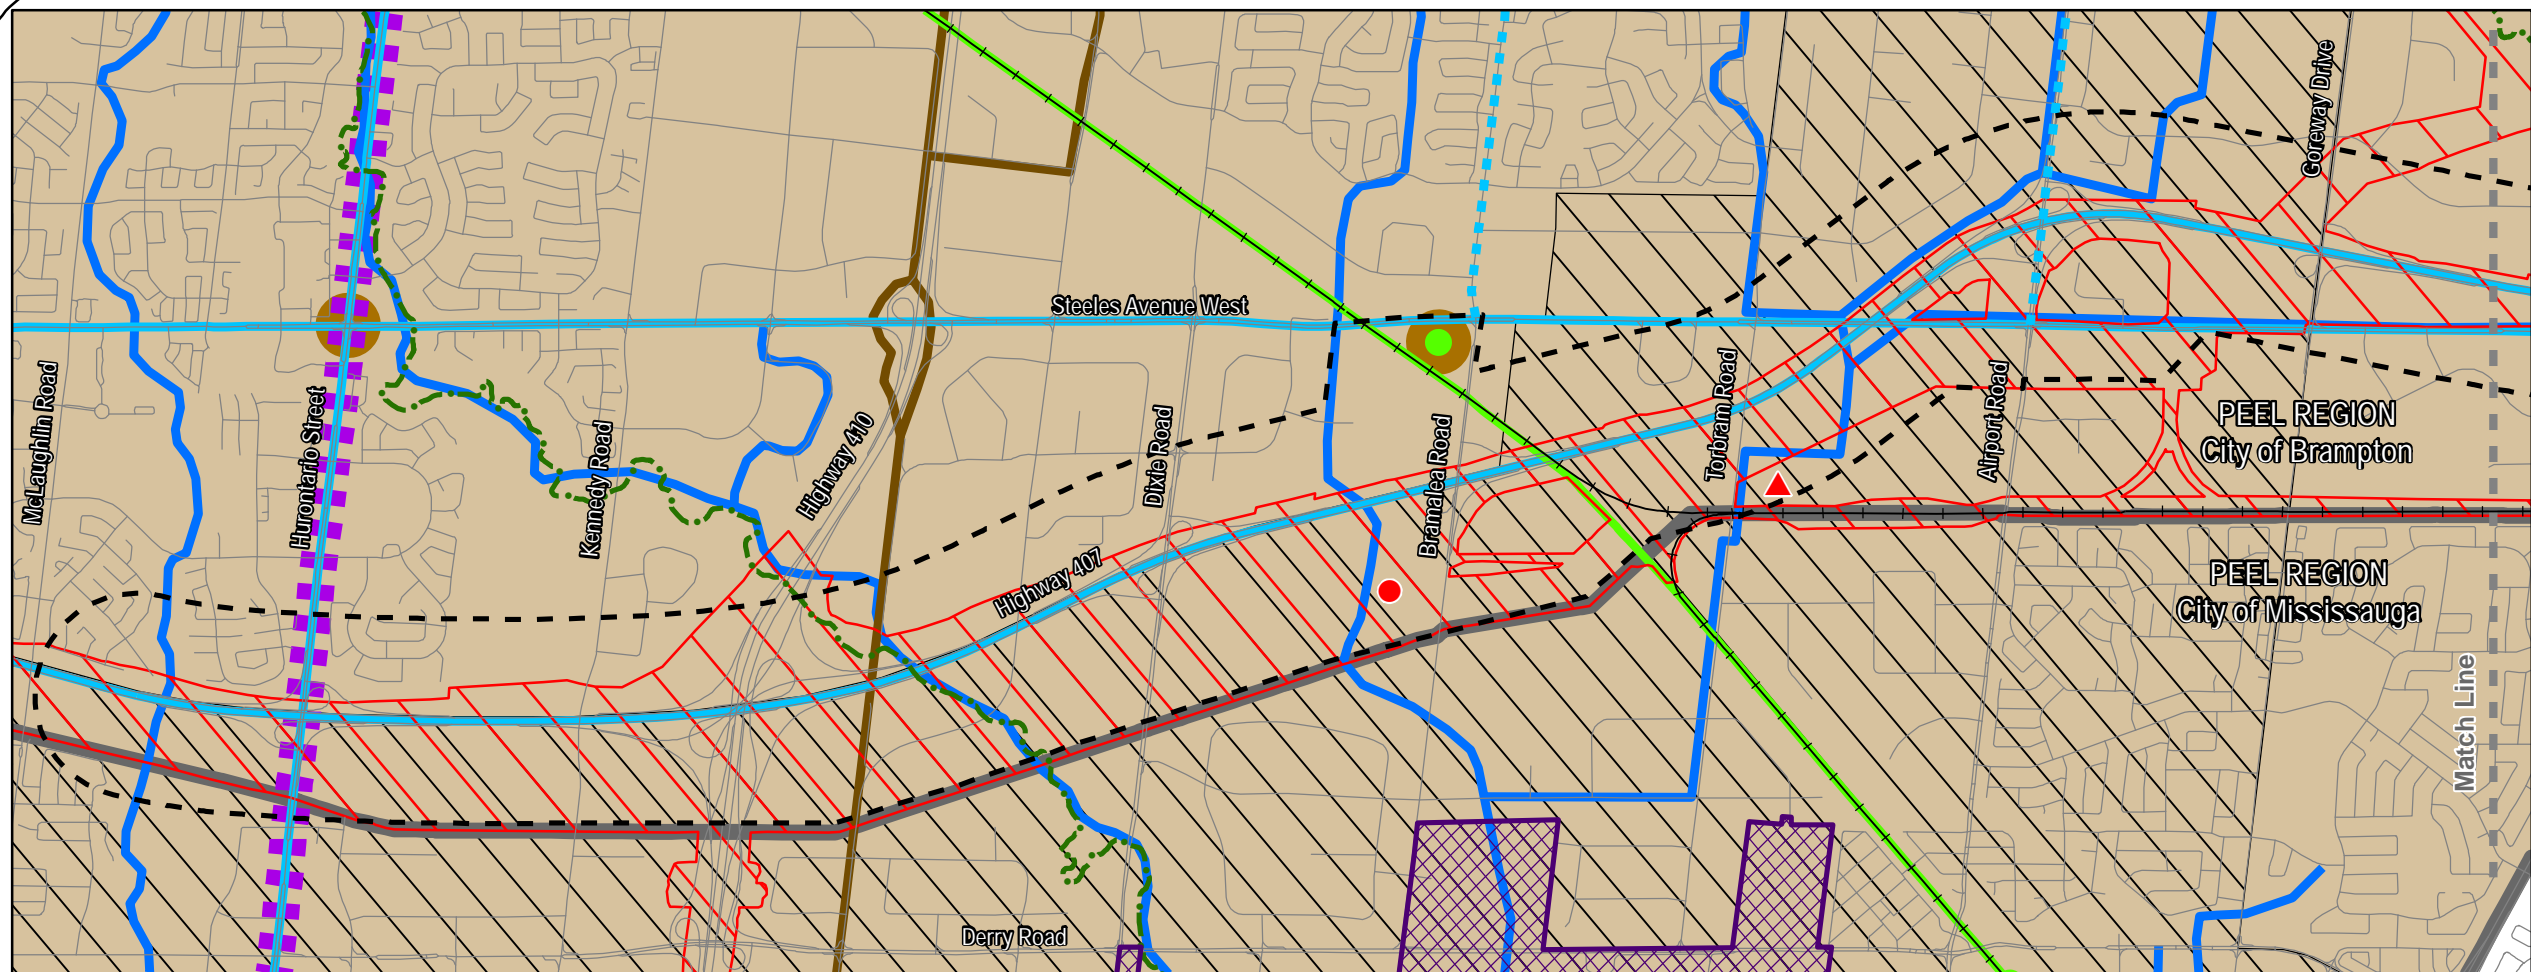 Goreway Drive
Steeles Avenue West
McLaughlin Road
Hurontario Street
Kennedy Road
Highway 410
Dixie Road
Bramalea Road
Torbram Road
Airport Road
PEEL REGION
City of Brampton
Highway 407
PEEL REGION
City of Mississauga
Match Line
Derry Road